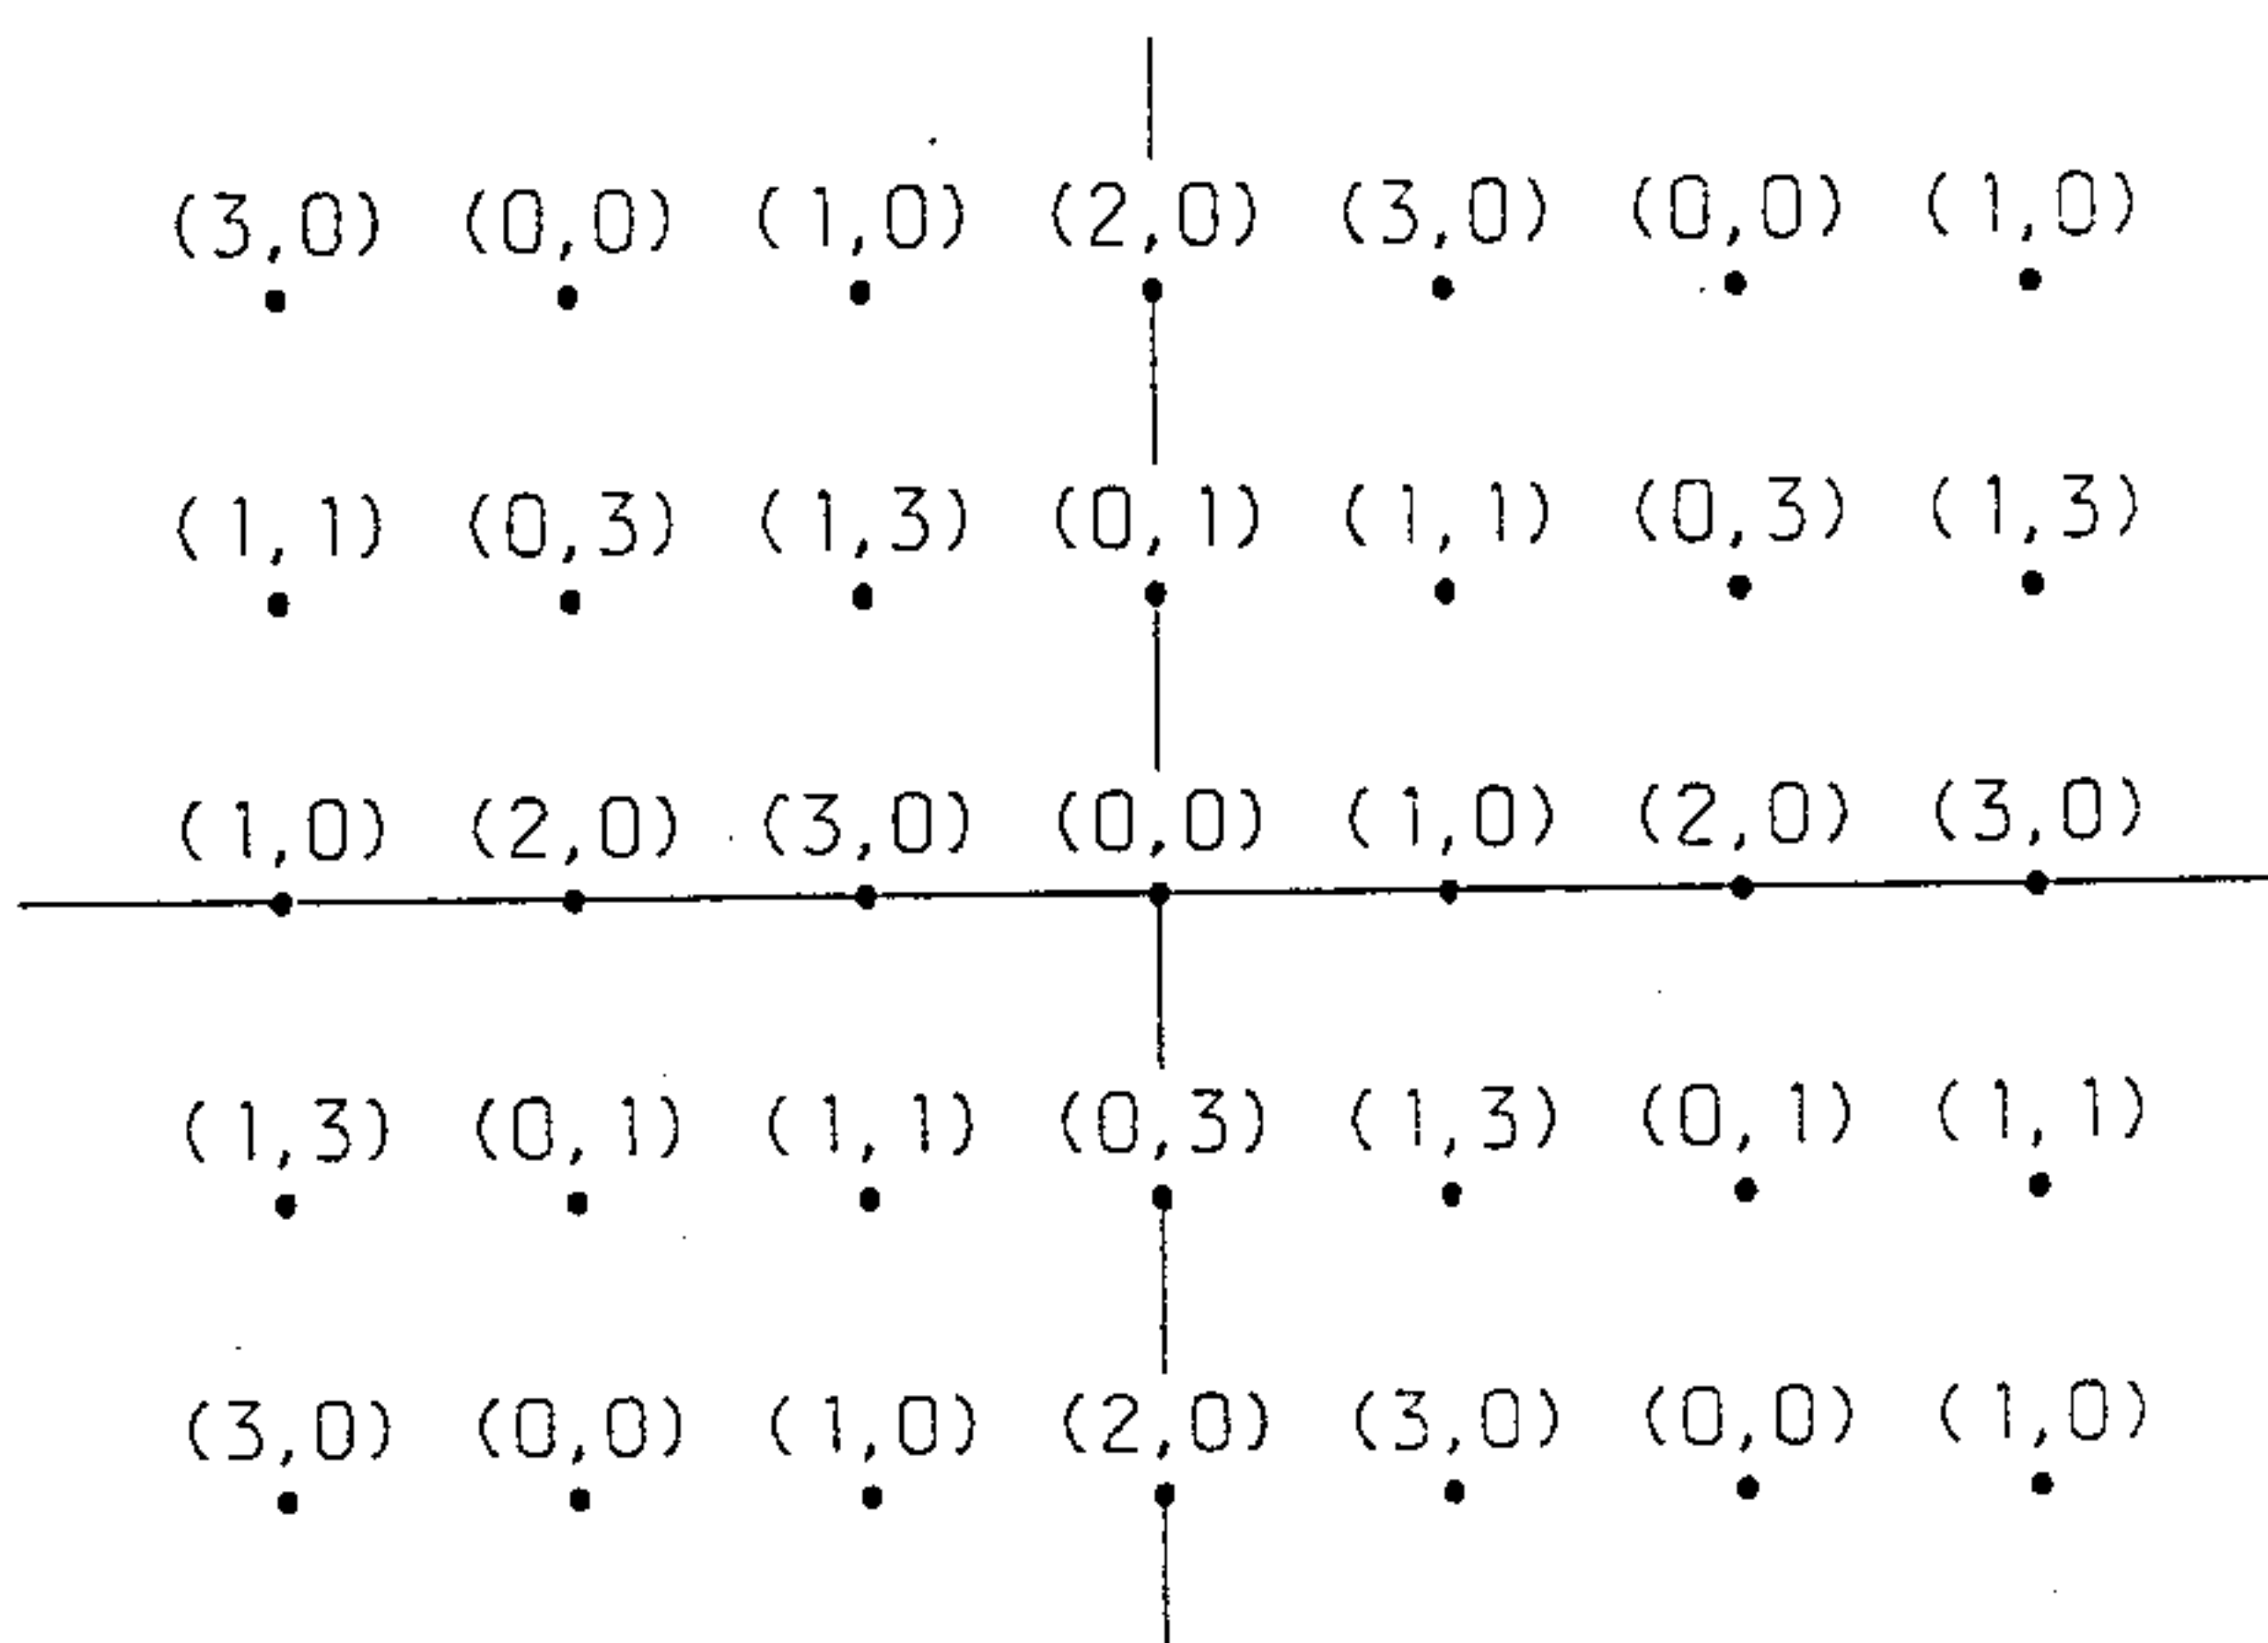 (3,0) (0,0) (1,0) (2,0) (3,0) (0,0) (1,0)
(1,1) (0,3) (1,3) (0,1) (1,1) (0,3) (1,3)
(1,0) (2,0) (3,0) (0,0) (1,0) (2,0) (3,0)
(1,3) (0,1) (1,1) (0,3) (1,3) (0,1) (1,1)
(3,0) (0,0) (1,0) (2,0) (3,0) (0,0) (1,0)